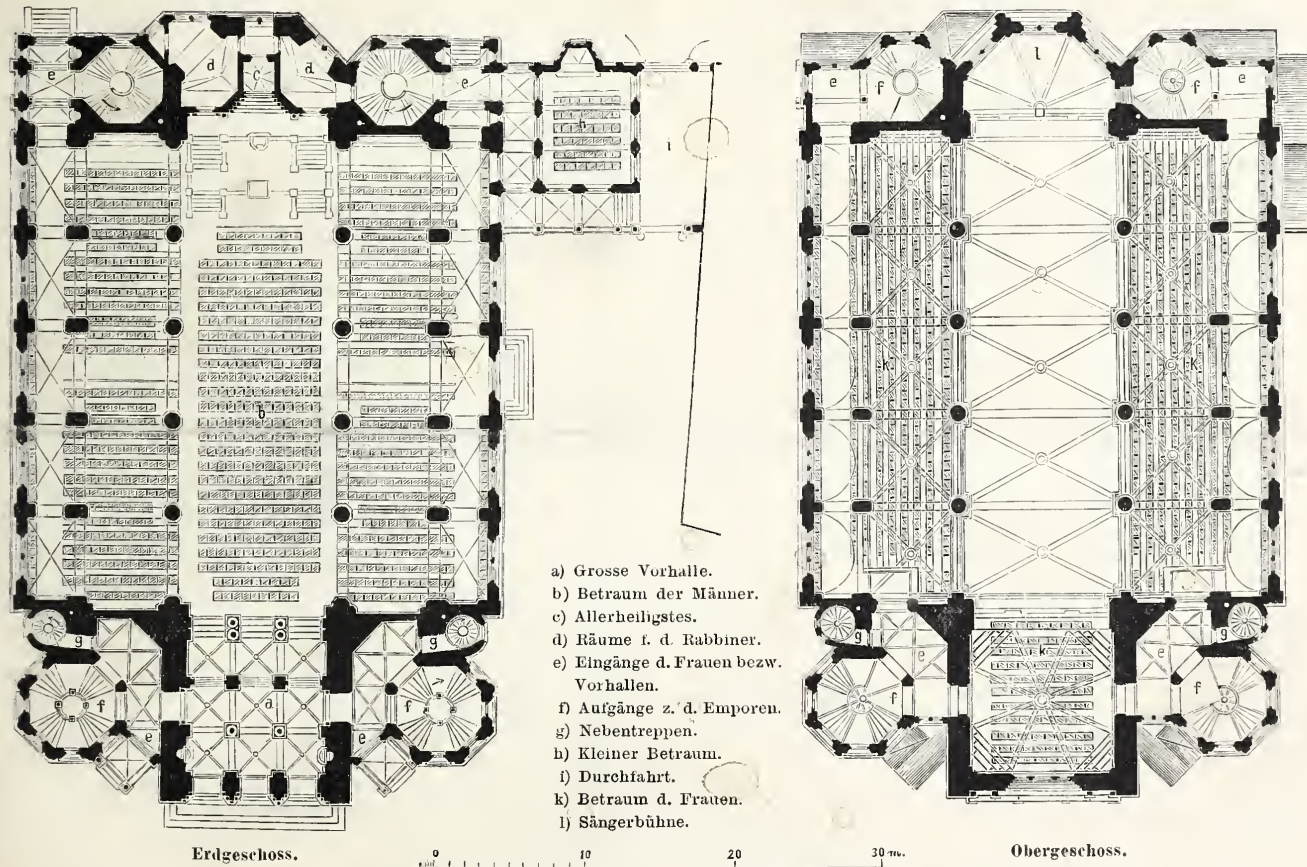 e
d
c
d
e
h
i
b
g
g
f
a
f
e
e
l
e
f
f
e
k
k
g
e
k
e
g
f
f
a) Grosse Vorhalle.
b) Betraum der Männer.
c) Allerheiligstes.
d) Räume f. d. Rabbiner.
e) Eingänge d. Frauen bezw.
Vorhallen.
f) Aufgänge z. d. Emporen.
g) Nebentreppen.
h) Kleiner Betraum.
i) Durchfahrt.
k) Betraum d. Frauen.
l) Sängerbühne.
Erdgeschoss.
0 10 20 30 m.
Obergeschoss.